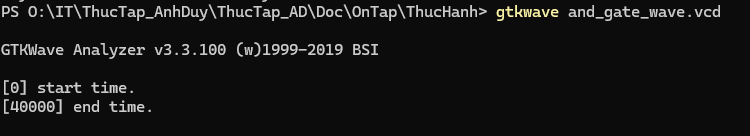 PS O:\IT\ThucTap_AnhDuy\ThucTap_AD\Doc\OnTap\ThucHanh> gtkwave and_gate_wave.vcd
GTKWave Analyzer v3.3.100 (w)1999-2019 BSI
[0] start time.
[40000] end time.